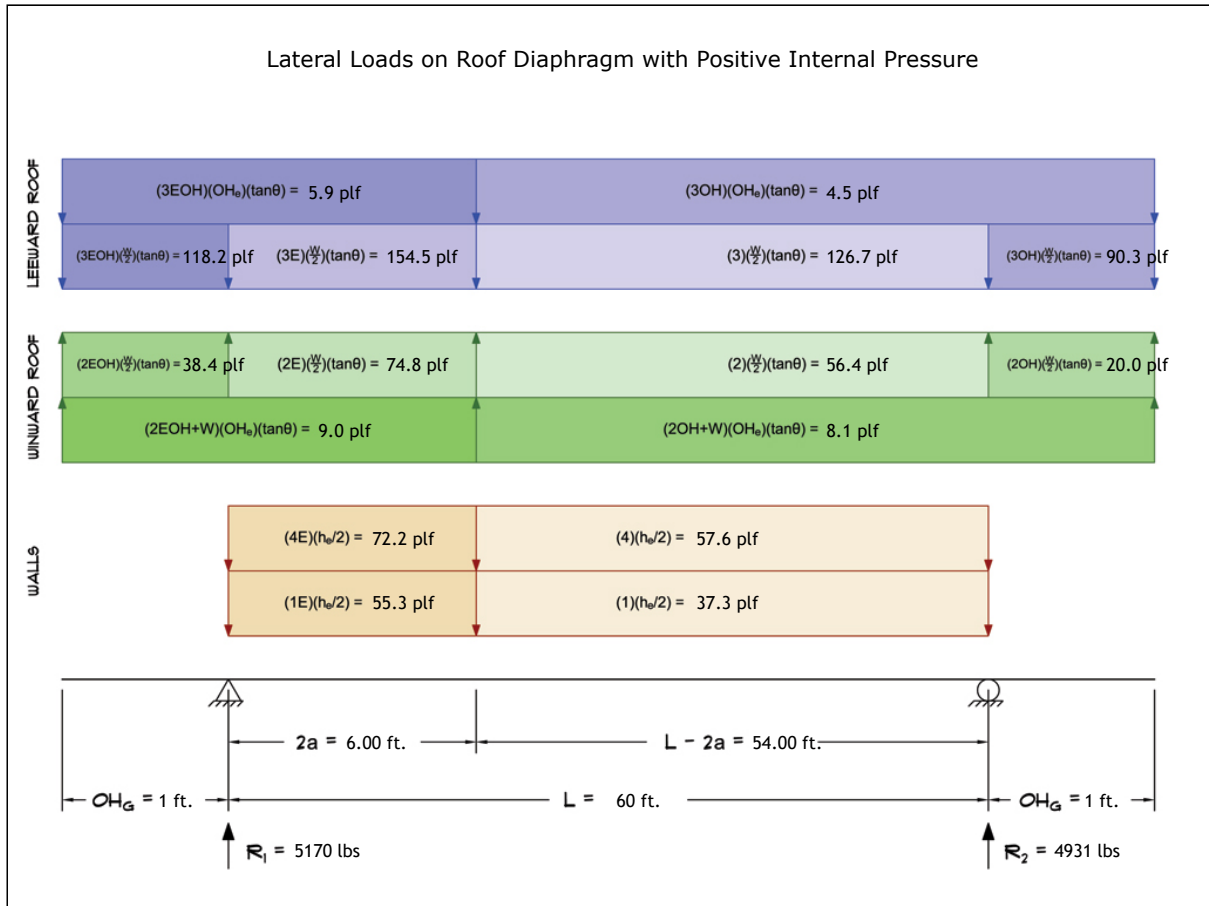 Lateral Loads on Roof Diaphragm with Positive Internal Pressure
LEEWARD ROOF
(3EOH)(OHₑ)(tanθ) = 5.9 plf
(3OH)(OHₑ)(tanθ) = 4.5 plf
(3EOH)(W/2)(tanθ) = 118.2 plf
(3E)(W/2)(tanθ) = 154.5 plf
(3)(W/2)(tanθ) = 126.7 plf
(3OH)(W/2)(tanθ) = 90.3 plf
WINWARD ROOF
(2EOH)(W/2)(tanθ) = 38.4 plf
(2E)(W/2)(tanθ) = 74.8 plf
(2)(W/2)(tanθ) = 56.4 plf
(2OH)(W/2)(tanθ) = 20.0 plf
(2EOH+W)(OHₑ)(tanθ) = 9.0 plf
(2OH+W)(OHₑ)(tanθ) = 8.1 plf
WALLS
(4E)(hₑ/2) = 72.2 plf
(4)(hₑ/2) = 57.6 plf
(1E)(hₑ/2) = 55.3 plf
(1)(hₑ/2) = 37.3 plf
2a = 6.00 ft.
L - 2a = 54.00 ft.
OH_G = 1 ft.
L = 60 ft.
OH_G = 1 ft.
R₁ = 5170 lbs
R₂ = 4931 lbs